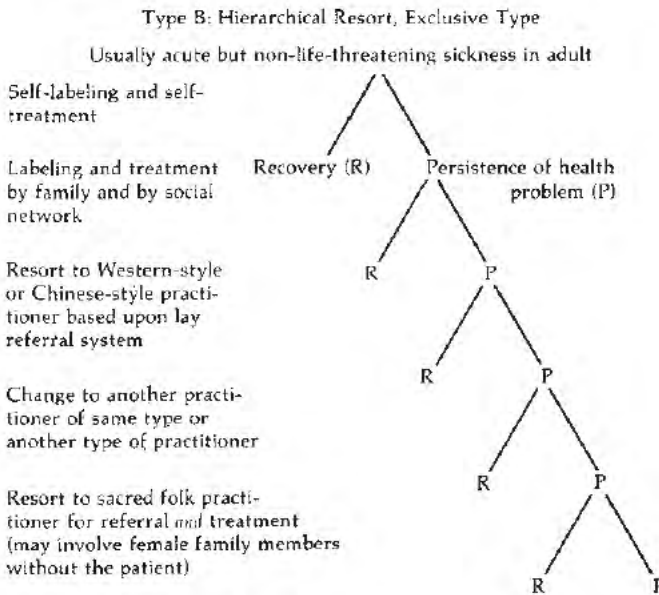 Type B: Hierarchical Resort, Exclusive Type
Usually acute but non-life-threatening sickness in adult
Self-labeling and self-
treatment
Labeling and treatment
by family and by social
network
Recovery (R)
Persistence of health
problem (P)
Resort to Western-style
or Chinese-style practi-
tioner based upon lay
referral system
R
P
Change to another practi-
tioner of same type or
another type of practitioner
R
P
Resort to sacred folk practi-
tioner for referral and treatment
(may involve female family members
without the patient)
R
P
R
P